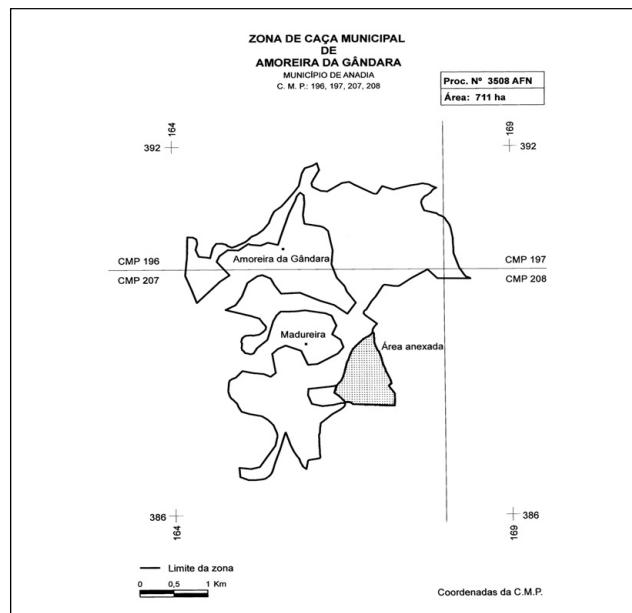 ZONA DE CAÇA MUNICIPAL
DE
AMOREIRA DA GÂNDARA
MUNICÍPIO DE ANADIA
C. M. P.: 196, 197, 207, 208
Proc. Nº 3508 AFN
Área: 711 ha
164
169
392
392
Amoreira da Gândara
CMP 196
CMP 197
CMP 207
CMP 208
Madureira
Área anexada
386
386
164
169
Limite da zona
0 0,5 1 Km
Coordenadas da C.M.P.